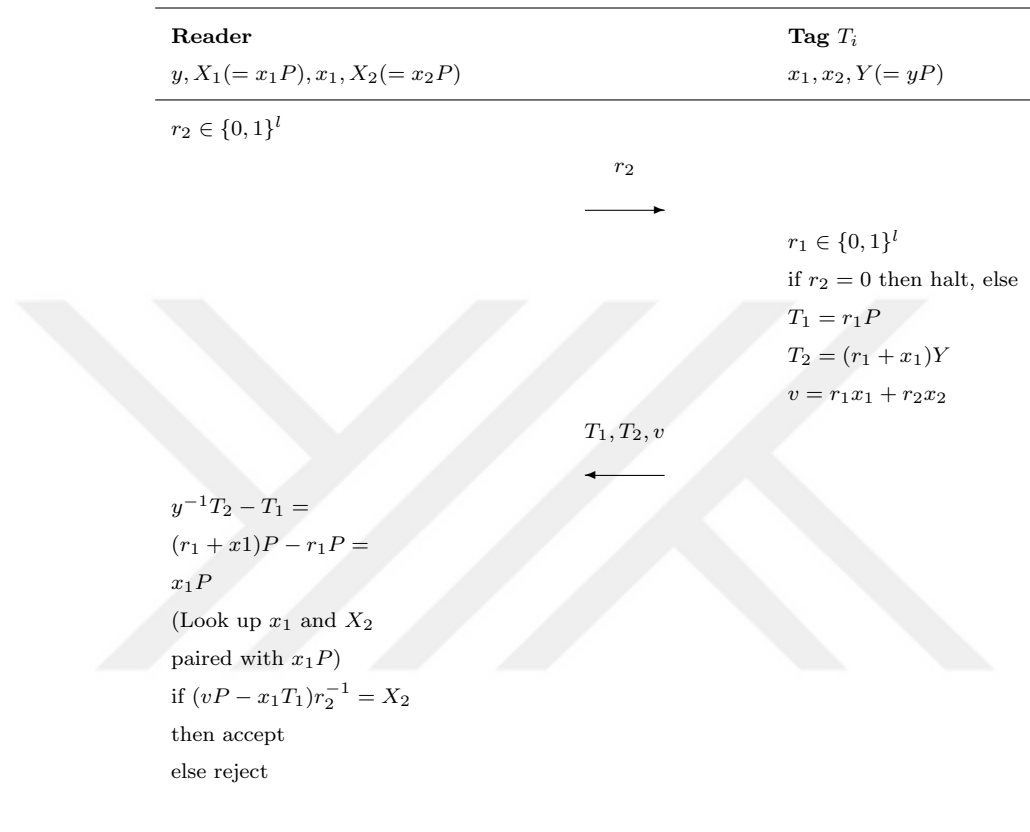 Reader Tag $T_i$
$y, X_1(= x_1P), x_1, X_2(= x_2P)$ $x_1, x_2, Y(= yP)$
$r_2 \in \{0, 1\}^l$
$r_2$
$r_1 \in \{0, 1\}^l$
if $r_2 = 0$ then halt, else
$T_1 = r_1P$
$T_2 = (r_1 + x_1)Y$
$v = r_1x_1 + r_2x_2$
$T_1, T_2, v$
$y^{-1}T_2 - T_1 =$
$(r_1 + x1)P - r_1P =$
$x_1P$
(Look up $x_1$ and $X_2$
paired with $x_1P$)
if $(vP - x_1T_1)r_2^{-1} = X_2$
then accept
else reject